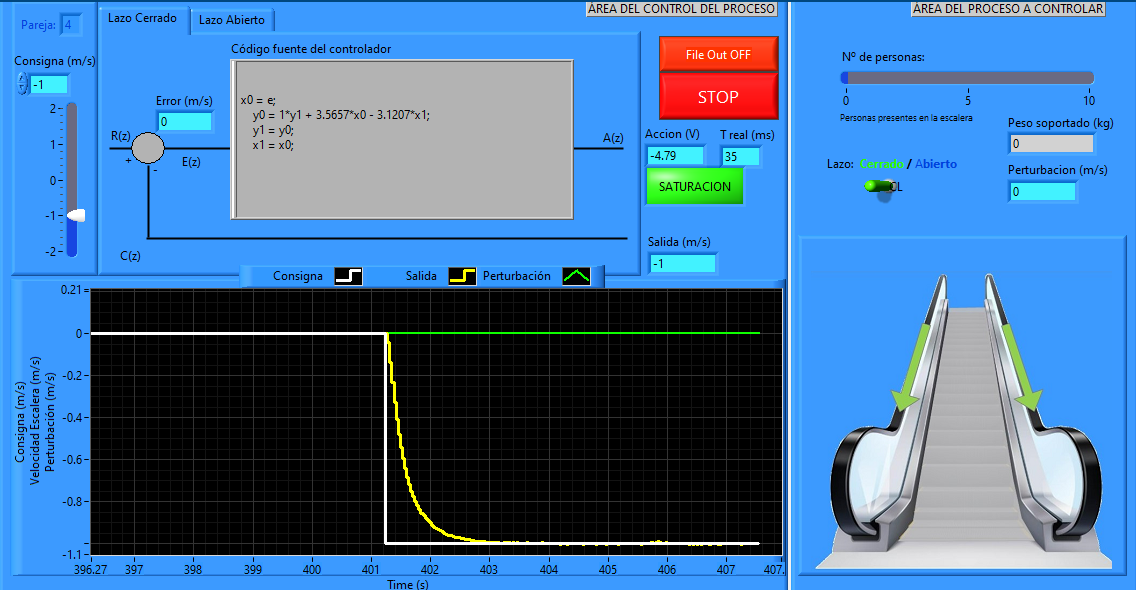 ÁREA DEL CONTROL DEL PROCESO
ÁREA DEL PROCESO A CONTROLAR
Pareja: 4
Lazo Cerrado
Lazo Abierto
Consigna (m/s)
-1
2
1
0
-1
-2
Código fuente del controlador
x0 = e;
y0 = 1*y1 + 3.5657*x0 - 3.1207*x1;
y1 = y0;
x1 = x0;
Error (m/s)
0
R(z)
+
-
E(z)
A(z)
C(z)
File Out OFF
STOP
Accion (V)
-4.79
T real (ms)
35
SATURACION
Salida (m/s)
-1
Nº de personas:
0 5 10
Personas presentes en la escalera
Peso soportado (kg)
0
Lazo: Cerrado / Abierto
OL
Perturbacion (m/s)
0
Consigna
Salida
Perturbación
0.21
0
-0.2
-0.4
-0.6
-0.8
-1.1
Consigna (m/s)
Velocidad Escalera (m/s)
Perturbación (m/s)
396.27 397 398 399 400 401 402 403 404 405 406 407 407.
Time (s)